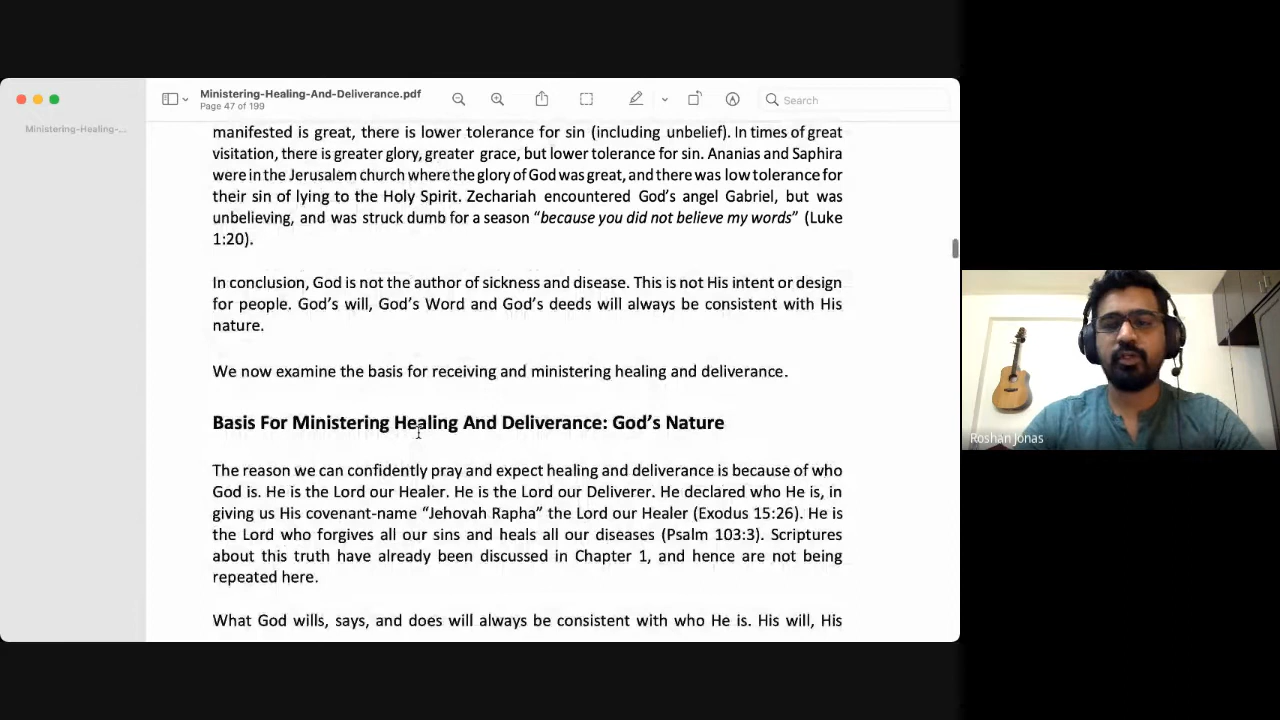 Ministering-Healing-And-Deliverance.pdf
Page 47 of 199
Search
Ministering-Healing-...
manifested is great, there is lower tolerance for sin (including unbelief). In times of great
visitation, there is greater glory, greater grace, but lower tolerance for sin. Ananias and Saphira
were in the Jerusalem church where the glory of God was great, and there was low tolerance for
their sin of lying to the Holy Spirit. Zechariah encountered God's angel Gabriel, but was
unbelieving, and was struck dumb for a season “because you did not believe my words” (Luke
1:20).
In conclusion, God is not the author of sickness and disease. This is not His intent or design
for people. God’s will, God’s Word and God’s deeds will always be consistent with His
nature.
We now examine the basis for receiving and ministering healing and deliverance.
Basis For Ministering Healing And Deliverance: God’s Nature
The reason we can confidently pray and expect healing and deliverance is because of who
God is. He is the Lord our Healer. He is the Lord our Deliverer. He declared who He is, in
giving us His covenant-name “Jehovah Rapha” the Lord our Healer (Exodus 15:26). He is
the Lord who forgives all our sins and heals all our diseases (Psalm 103:3). Scriptures
about this truth have already been discussed in Chapter 1, and hence are not being
repeated here.
What God wills, says, and does will always be consistent with who He is. His will, His
Roshan Jonas